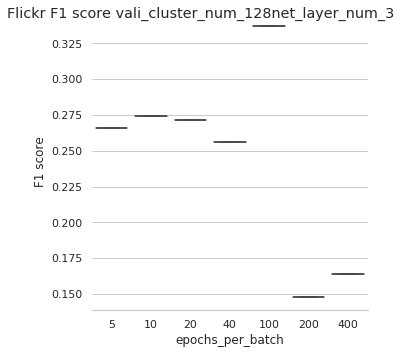 Flickr F1 score vali_cluster_num_128net_layer_num_3
0.325
0.300
0.275
0.250
0.225
0.200
0.175
0.150
F1 score
5 10 20 40 100 200 400
epochs_per_batch